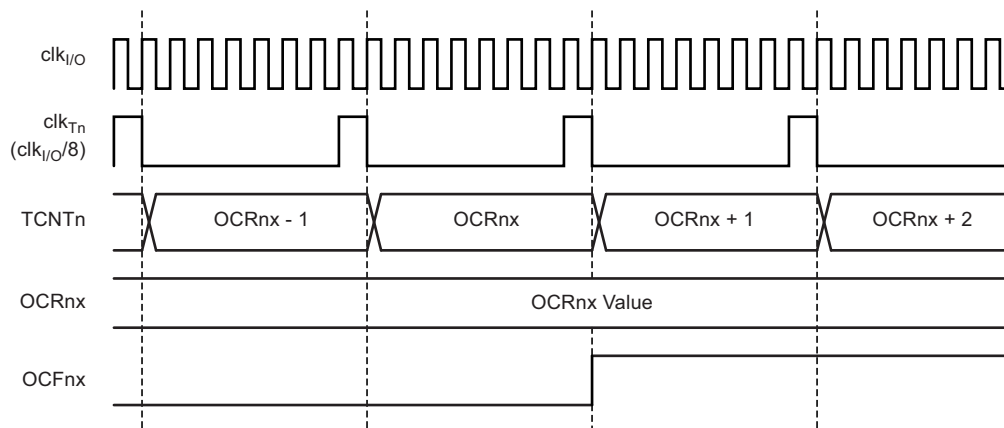 clkI/O
clkTn
(clkI/O/8)
TCNTn
OCRnx - 1
OCRnx
OCRnx + 1
OCRnx + 2
OCRnx
OCRnx Value
OCFnx